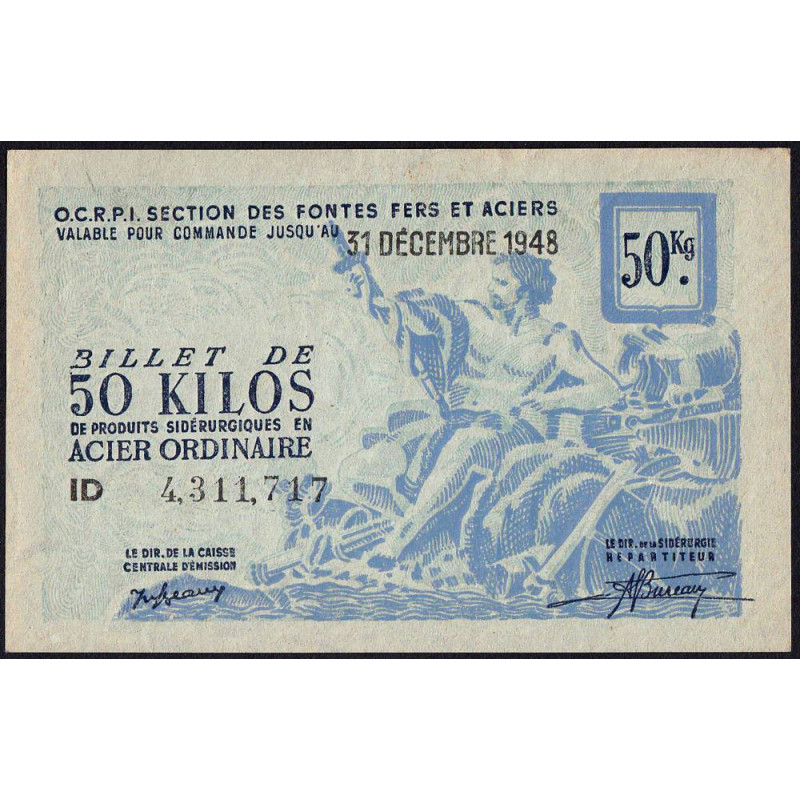 O.C.R.P.I. SECTION DES FONTES FERS ET ACIERS
VALABLE POUR COMMANDE JUSQU'AU 31 DÉCEMBRE 1948
50 Kg.
BILLET DE
50 KILOS
DE PRODUITS SIDÉRURGIQUES EN
ACIER ORDINAIRE
ID 4,311,717
LE DIR. DE LA CAISSE
CENTRALE D'ÉMISSION
LE DIR. DE LA SIDÉRURGIE
REPARTITEUR